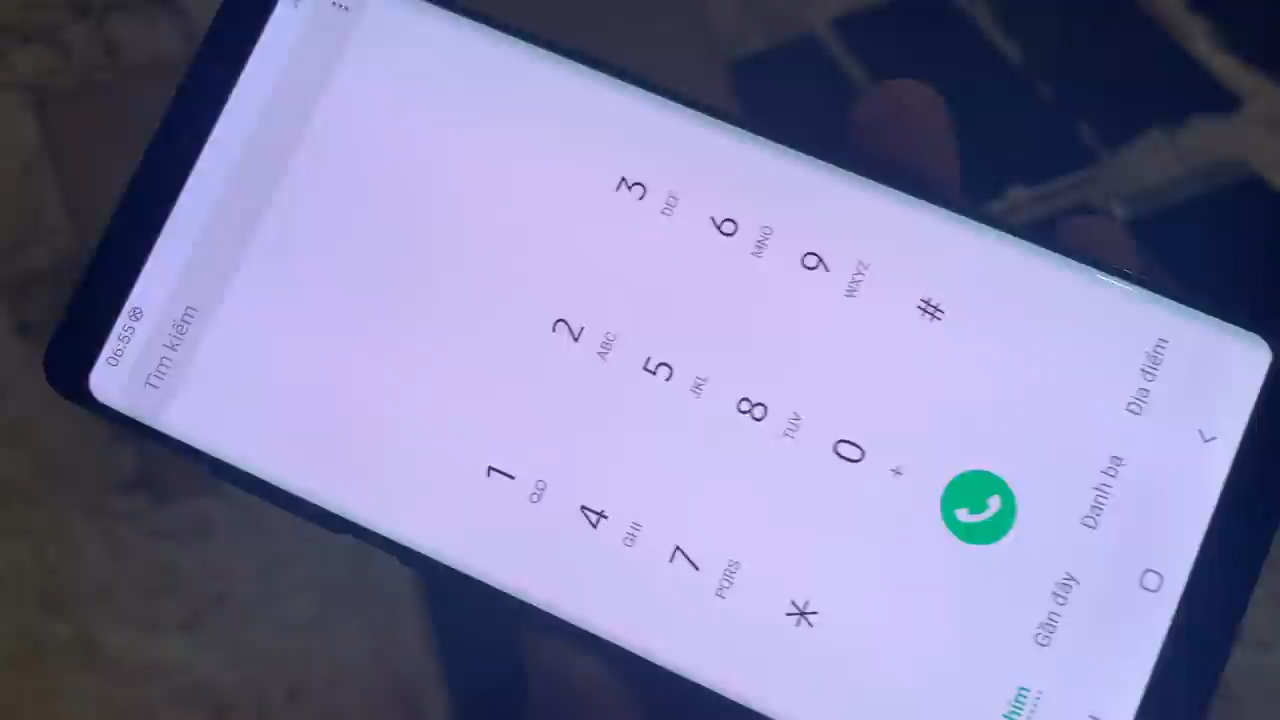 06:55
Tìm kiếm
1 2 ABC 3 DEF
4 GHI 5 JKL 6 MNO
7 PQRS 8 TUV 9 WXYZ
* 0 + #
Gần đây Danh bạ Địa điểm